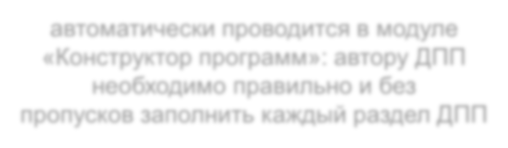 автоматически проводится в модуле
«Конструктор программ»: автору ДПП
необходимо правильно и без
пропусков заполнить каждый раздел ДПП